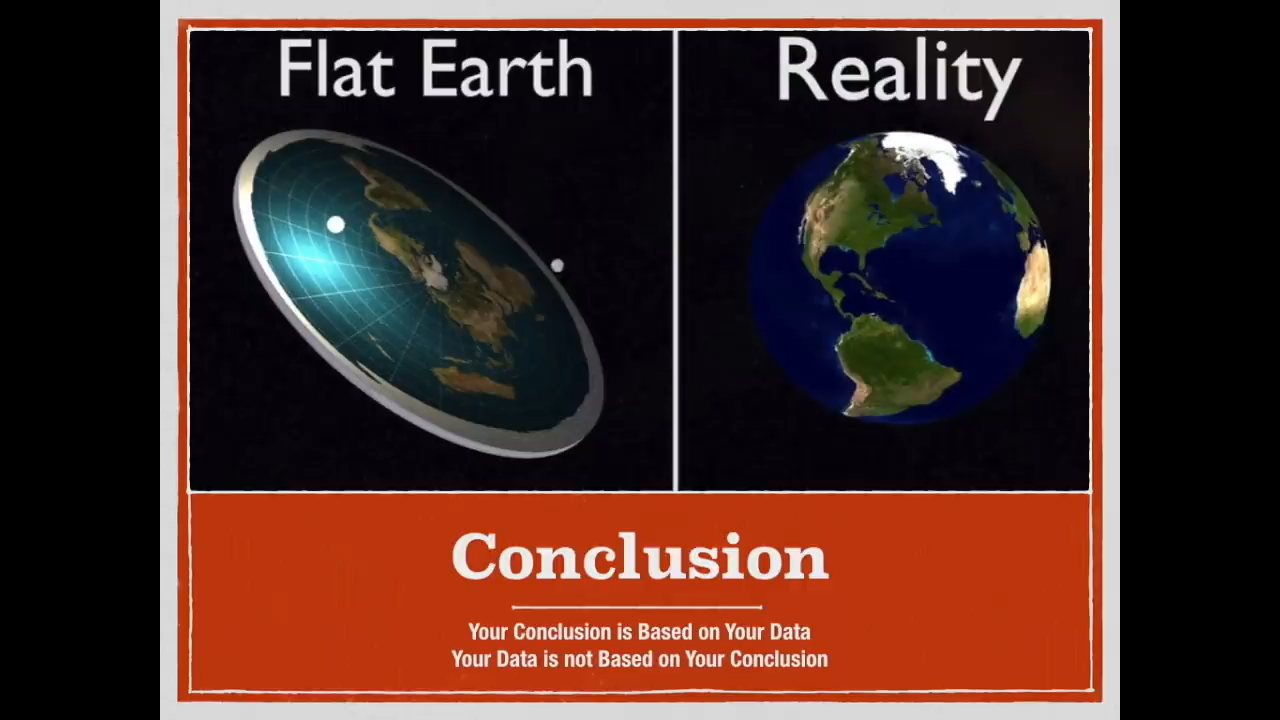 Flat Earth
Reality
Conclusion
Your Conclusion is Based on Your Data
Your Data is not Based on Your Conclusion